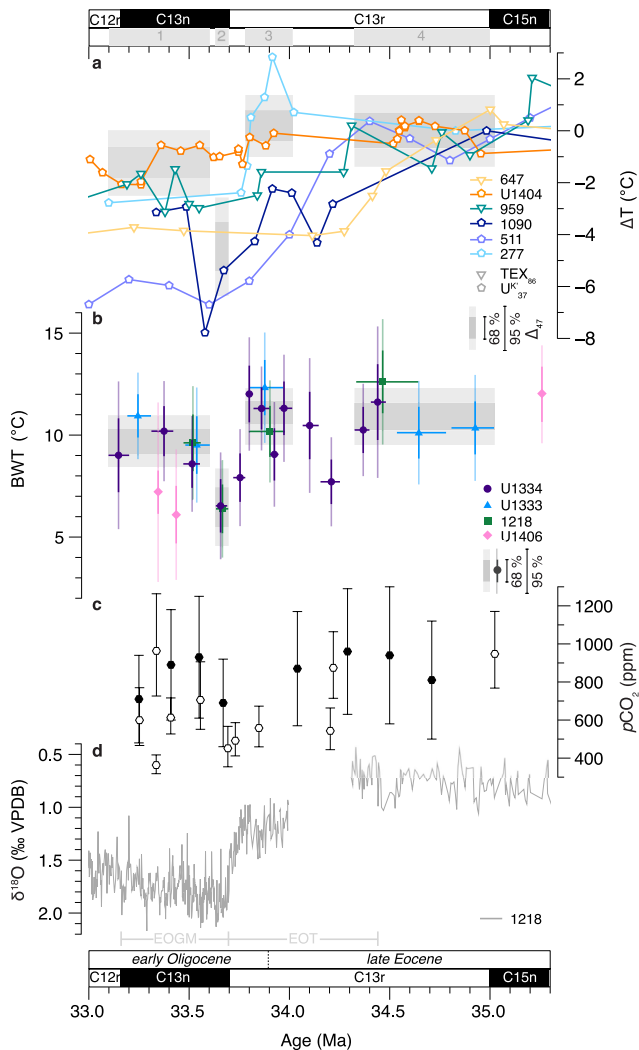 C12r C13n C13r C15n
1 2 3 4
a
2
0
−2
−4
−6
−8
ΔT (°C)
647
U1404
959
1090
511
277
TEX₈₆
Uᴷ'₃₇
68 %
95 %
Δ₄₇
b
15
10
5
BWT (°C)
U1334
U1333
1218
U1406
68 %
95 %
c
1200
1000
800
600
400
pCO₂ (ppm)
d
0.5
1.0
1.5
2.0
δ¹⁸O (‰ VPDB)
1218
EOGM EOT
early Oligocene late Eocene
C12r C13n C13r C15n
33.0 33.5 34.0 34.5 35.0
Age (Ma)